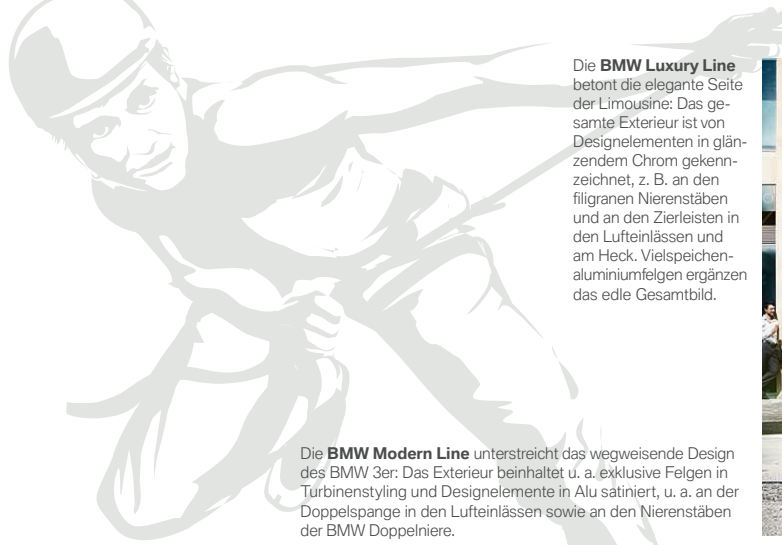 Die BMW Luxury Line
betont die elegante Seite
der Limousine: Das ge-
samte Exterieur ist von
Designelementen in glän-
zendem Chrom gekenn-
zeichnet, z. B. an den
filigranen Nierenstäben
und an den Zierleisten in
den Lufteinlässen und
am Heck. Vielspeichen-
aluminiumfelgen ergänzen
das edle Gesamtbild.
Die BMW Modern Line unterstreicht das wegweisende Design
des BMW 3er: Das Exterieur beinhaltet u. a. exklusive Felgen in
Turbinenstyling und Designelemente in Alu satiniert, u. a. an der
Doppelspange in den Lufteinlässen sowie an den Nierenstäben
der BMW Doppelniere.